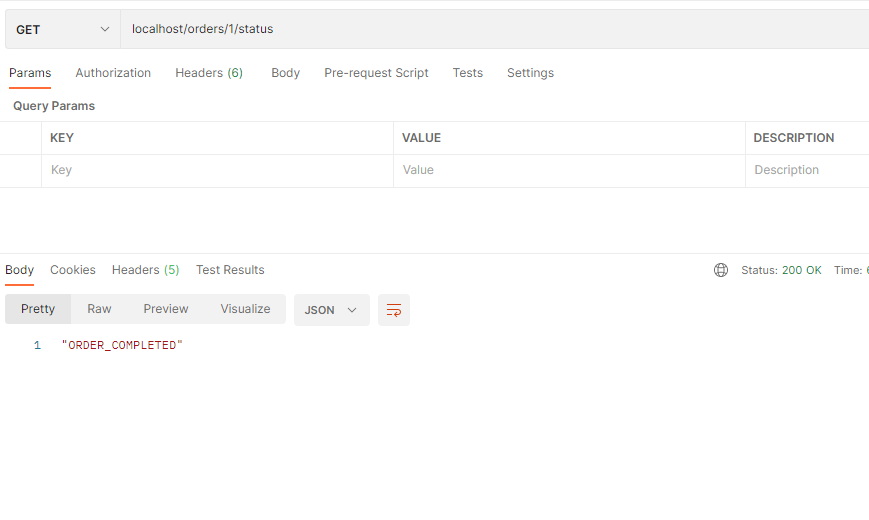 GET localhost/orders/1/status
Params Authorization Headers (6) Body Pre-request Script Tests Settings
Query Params
KEY VALUE DESCRIPTION
Key Value Description
Body Cookies Headers (5) Test Results Status: 200 OK Time:
Pretty Raw Preview Visualize JSON
1 "ORDER_COMPLETED"